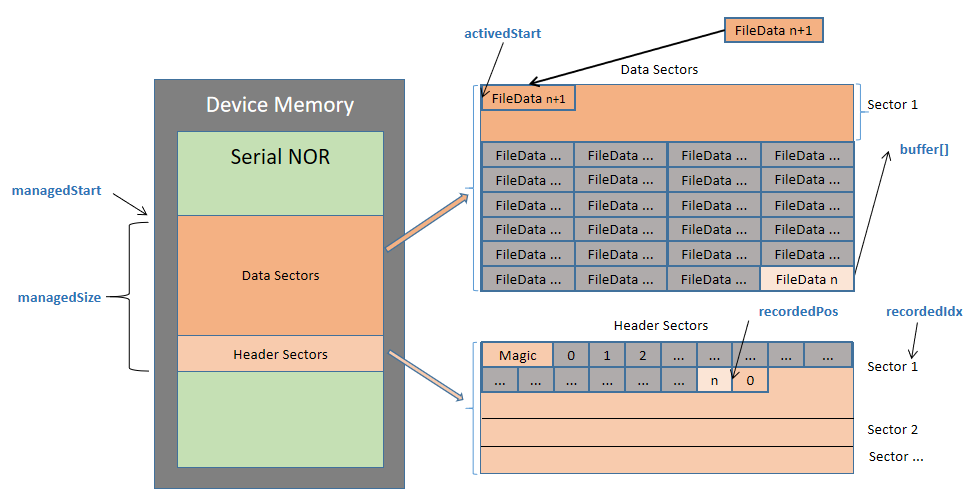 FileData n+1
activedStart
Data Sectors
Device Memory
FileData n+1
Sector 1
Serial NOR
FileData ... FileData ... FileData ... FileData ...
buffer[]
FileData ... FileData ... FileData ... FileData ...
managedStart
FileData ... FileData ... FileData ... FileData ...
FileData ... FileData ... FileData ... FileData ...
FileData ... FileData ... FileData ... FileData ...
Data Sectors
FileData ... FileData ... FileData ... FileData n
managedSize
recordedPos
recordedIdx
Header Sectors
Header Sectors
Magic 0 1 2 ... ... ... ... ...
Sector 1
... ... ... ... ... ... n 0
Sector 2
Sector ...